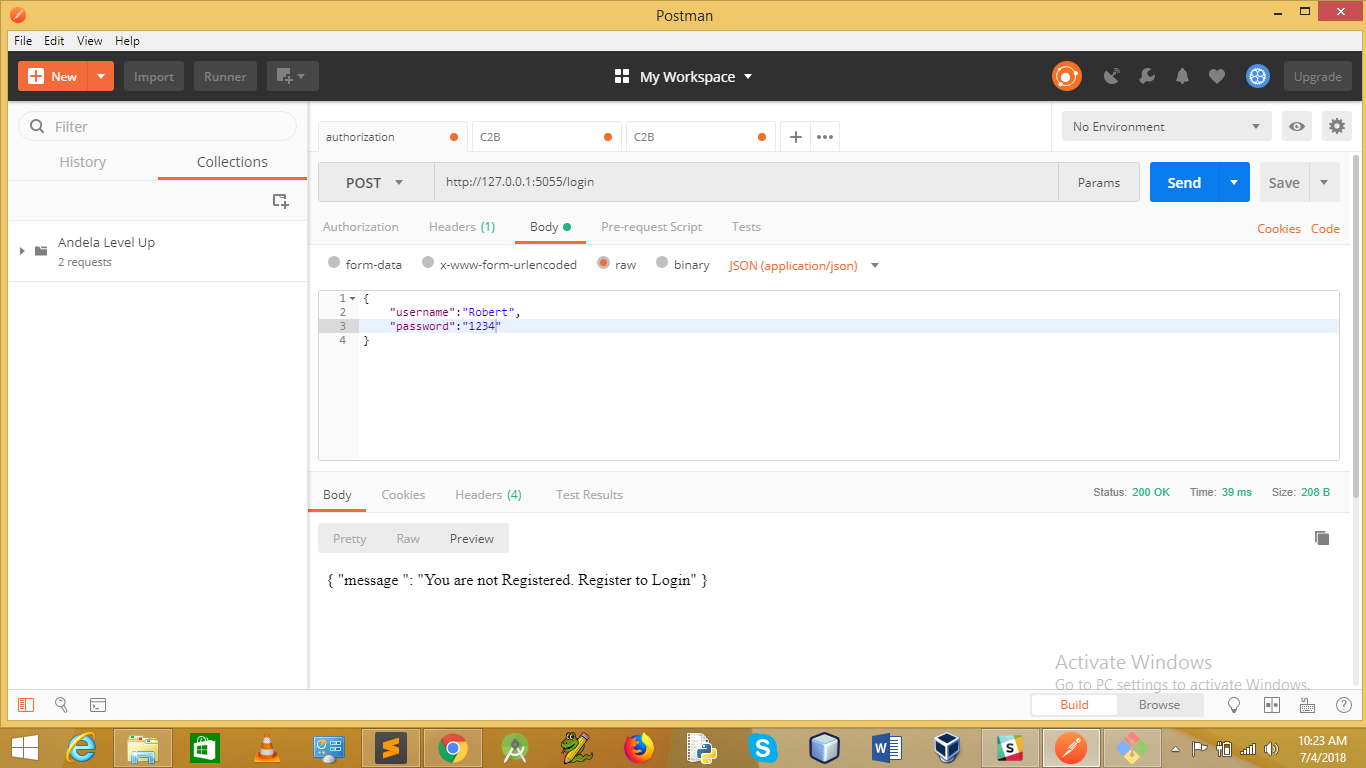 Postman
File Edit View Help
New Import Runner My Workspace Upgrade
Filter
History Collections
Andela Level Up
2 requests
authorization C2B C2B No Environment
POST http://127.0.0.1:5055/login Params Send Save
Authorization Headers (1) Body Pre-request Script Tests Cookies Code
form-data x-www-form-urlencoded raw binary JSON (application/json)
1 {
2 "username":"Robert",
3 "password":"1234"
4 }
Body Cookies Headers (4) Test Results Status: 200 OK Time: 39 ms Size: 208 B
Pretty Raw Preview
{ "message ": "You are not Registered. Register to Login" }
Activate Windows
Go to PC settings to activate Windows.
Build Browse
10:23 AM
7/4/2018